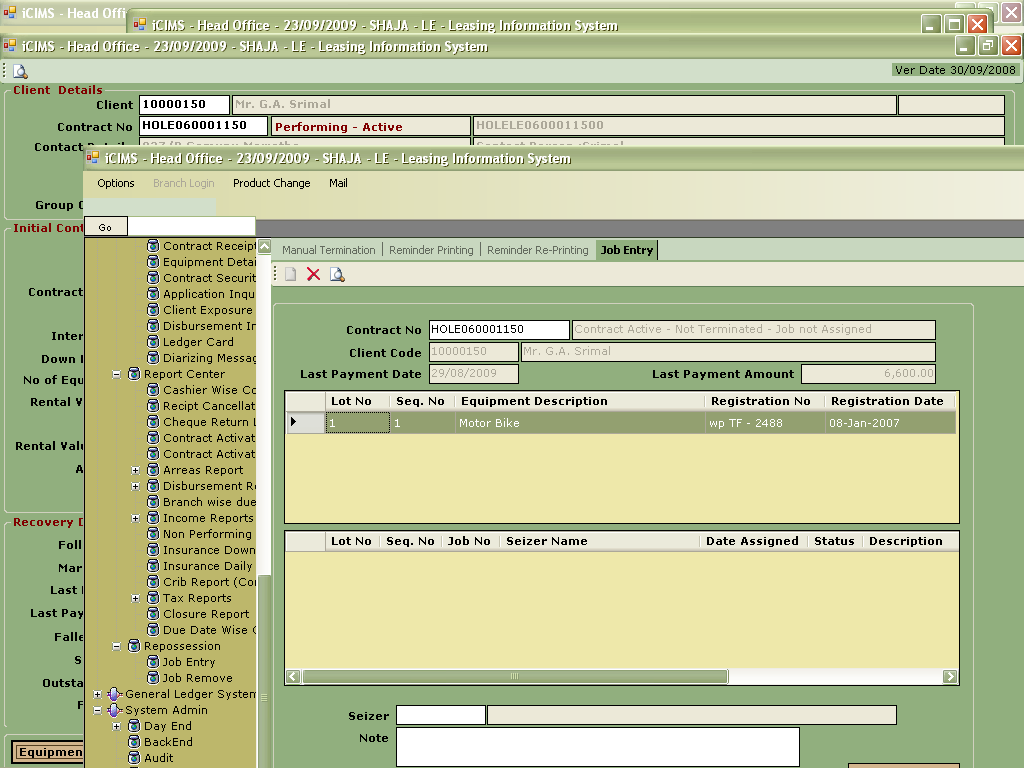 iCIMS - Head Offi
iCIMS - Head Office - 23/09/2009 - SHAJA - LE - Leasing Information System
iCIMS - Head Office - 23/09/2009 - SHAJA - LE - Leasing Information System
Ver Date 30/09/2008
Client Details
Client 10000150 Mr. G.A. Srimal
Contract No HOLE060001150 Performing - Active HOLELE0600011500
iCIMS - Head Office - 23/09/2009 - SHAJA - LE - Leasing Information System
Options Branch Login Product Change Mail
Group C
Go
Initial Cont
Contract
Inter
Down I
No of Equ
Rental V
Rental Valu
A
Recovery D
Foll
Mar
Last
Last Pay
Falle
S
Outsta
Equipmen
Contract Receipt
Equipment Detai
Contract Securit
Application Inqu
Client Exposure
Disbursement In
Ledger Card
Diarizing Messag
Report Center
Cashier Wise Co
Recipt Cancellat
Cheque Return
Contract Activat
Contract Activat
Arreas Report
Disbursement R
Branch wise due
Income Reports
Non Performing
Insurance Down
Insurance Daily
Crib Report (Co
Tax Reports
Closure Report
Due Date Wise
Repossession
Job Entry
Job Remove
General Ledger System
System Admin
Day End
BackEnd
Audit
Manual Termination Reminder Printing Reminder Re-Printing Job Entry
Contract No HOLE060001150 Contract Active - Not Terminated - Job not Assigned
Client Code 10000150 Mr. G.A. Srimal
Last Payment Date 29/08/2009 Last Payment Amount 6,600.00
Lot No Seq. No Equipment Description Registration No Registration Date
1 1 Motor Bike wp TF - 2488 08-Jan-2007
Lot No Seq. No Job No Seizer Name Date Assigned Status Description
Seizer
Note